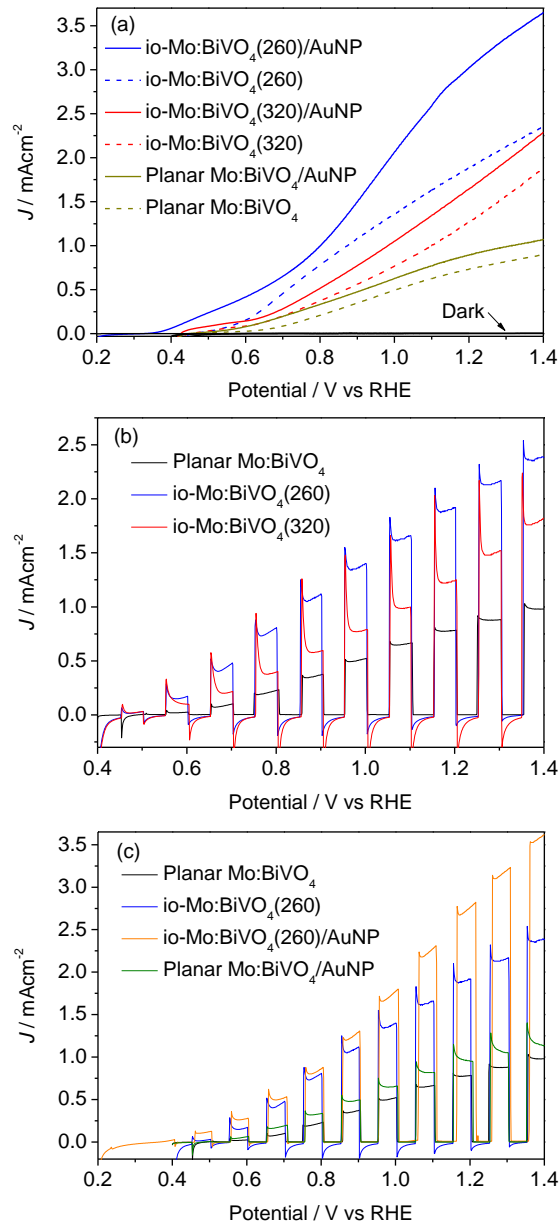 (a)
3.5
3.0
2.5
2.0
1.5
1.0
0.5
0.0
J / mAcm⁻²
io-Mo:BiVO₄(260)/AuNP
io-Mo:BiVO₄(260)
io-Mo:BiVO₄(320)/AuNP
io-Mo:BiVO₄(320)
Planar Mo:BiVO₄/AuNP
Planar Mo:BiVO₄
Dark
0.2 0.4 0.6 0.8 1.0 1.2 1.4
Potential / V vs RHE
(b)
2.5
2.0
1.5
1.0
0.5
0.0
J / mAcm⁻²
Planar Mo:BiVO₄
io-Mo:BiVO₄(260)
io-Mo:BiVO₄(320)
0.4 0.6 0.8 1.0 1.2 1.4
Potential / V vs RHE
(c)
3.5
3.0
2.5
2.0
1.5
1.0
0.5
0.0
J / mAcm⁻²
Planar Mo:BiVO₄
io-Mo:BiVO₄(260)
io-Mo:BiVO₄(260)/AuNP
Planar Mo:BiVO₄/AuNP
0.2 0.4 0.6 0.8 1.0 1.2 1.4
Potential / V vs RHE